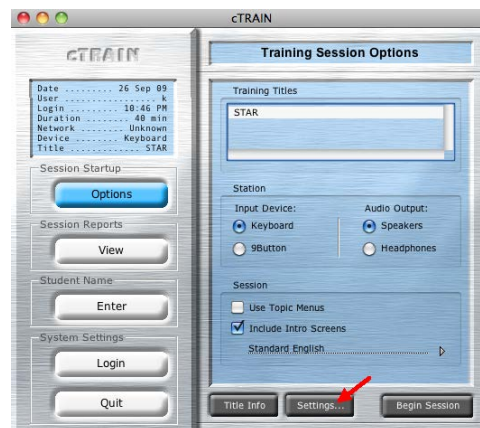 cTRAIN
cTRAIN
Training Session Options
Date ......... 26 Sep 09
User ................ k
Login ........ 10:46 PM
Duration ....... 40 min
Network ....... Unknown
Device ....... Keyboard
Title ............ STAR
Session Startup
Options
Session Reports
View
Student Name
Enter
System Settings
Login
Quit
Training Titles
STAR
Station
Input Device:
Audio Output:
Keyboard
Speakers
9Button
Headphones
Session
Use Topic Menus
Include Intro Screens
Standard English
Title Info
Settings...
Begin Session